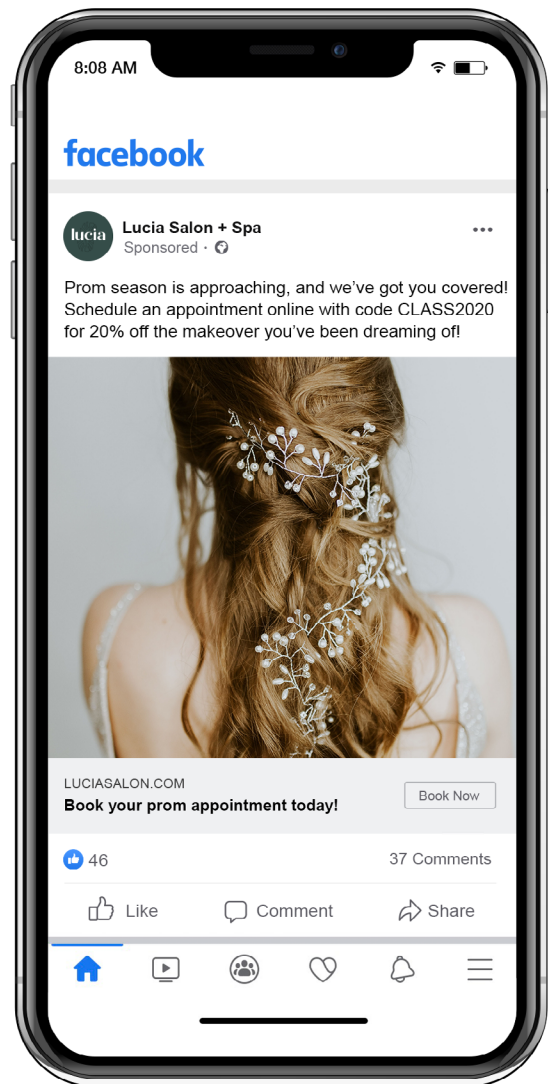 8:08 AM
facebook
lucia
Lucia Salon + Spa
Sponsored ·
Prom season is approaching, and we've got you covered!
Schedule an appointment online with code CLASS2020
for 20% off the makeover you've been dreaming of!
LUCIASALON.COM
Book your prom appointment today!
Book Now
46
37 Comments
Like
Comment
Share